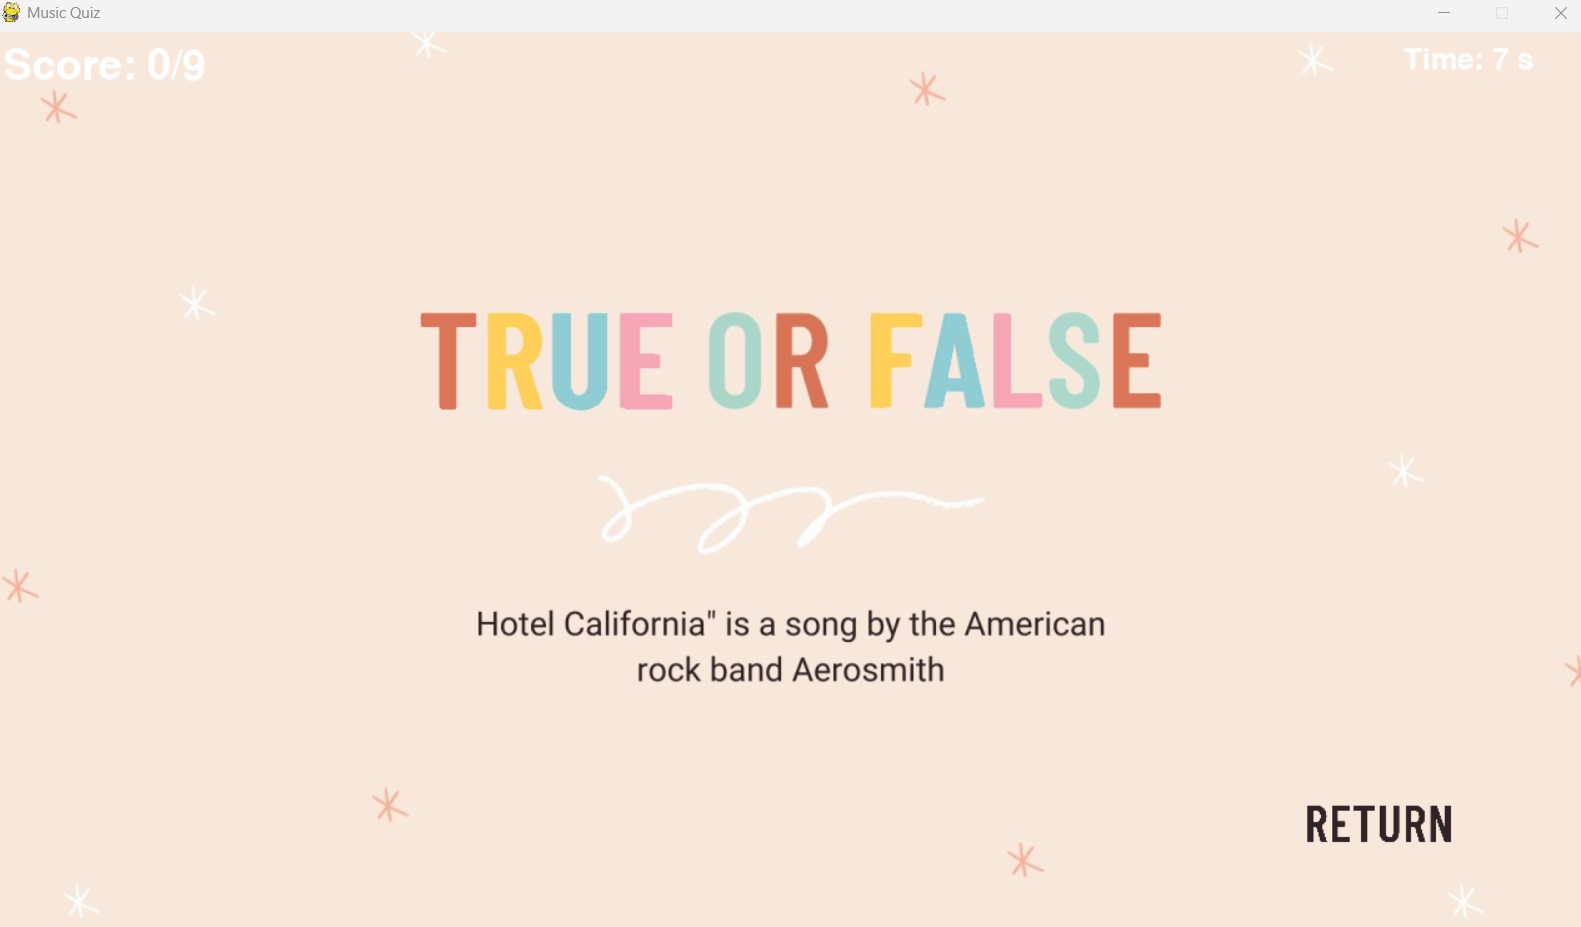 Music Quiz
Score: 0/9
Time: 7 s
TRUE OR FALSE
Hotel California" is a song by the American
rock band Aerosmith
RETURN